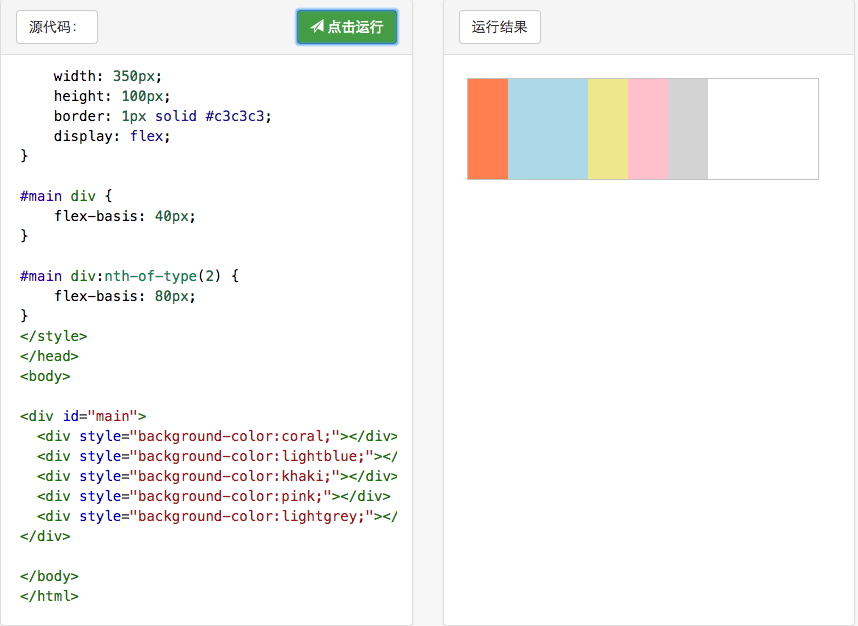 源代码:
点击运行
    width: 350px;
    height: 100px;
    border: 1px solid #c3c3c3;
    display: flex;
}
#main div {
    flex-basis: 40px;
}
#main div:nth-of-type(2) {
    flex-basis: 80px;
}
</style>
</head>
<body>
<div id="main">
  <div style="background-color:coral;"></div>
  <div style="background-color:lightblue;"></
  <div style="background-color:khaki;"></div>
  <div style="background-color:pink;"></div>
  <div style="background-color:lightgrey;"></
</div>
</body>
</html>
运行结果